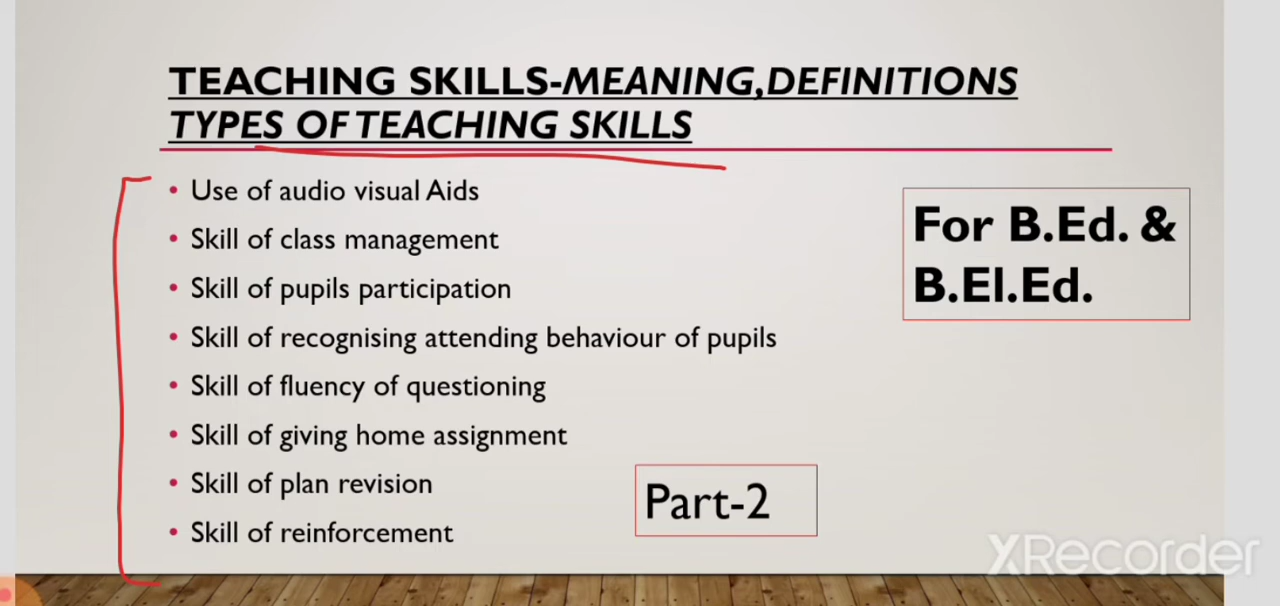 TEACHING SKILLS-MEANING,DEFINITIONS
TYPES OF TEACHING SKILLS
• Use of audio visual Aids
• Skill of class management
• Skill of pupils participation
• Skill of recognising attending behaviour of pupils
• Skill of fluency of questioning
• Skill of giving home assignment
• Skill of plan revision
• Skill of reinforcement
For B.Ed. &
B.El.Ed.
Part-2
XRecorder